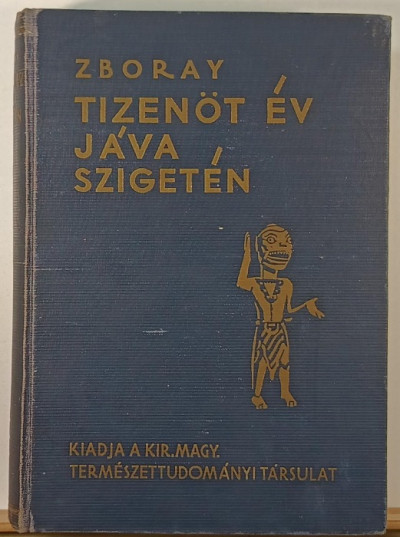 ZBORAY
TIZENÖT ÉV
JÁVA
SZIGETÉN
KIADJA A KIR. MAGY.
TERMÉSZETTUDOMÁNYI TÁRSULAT